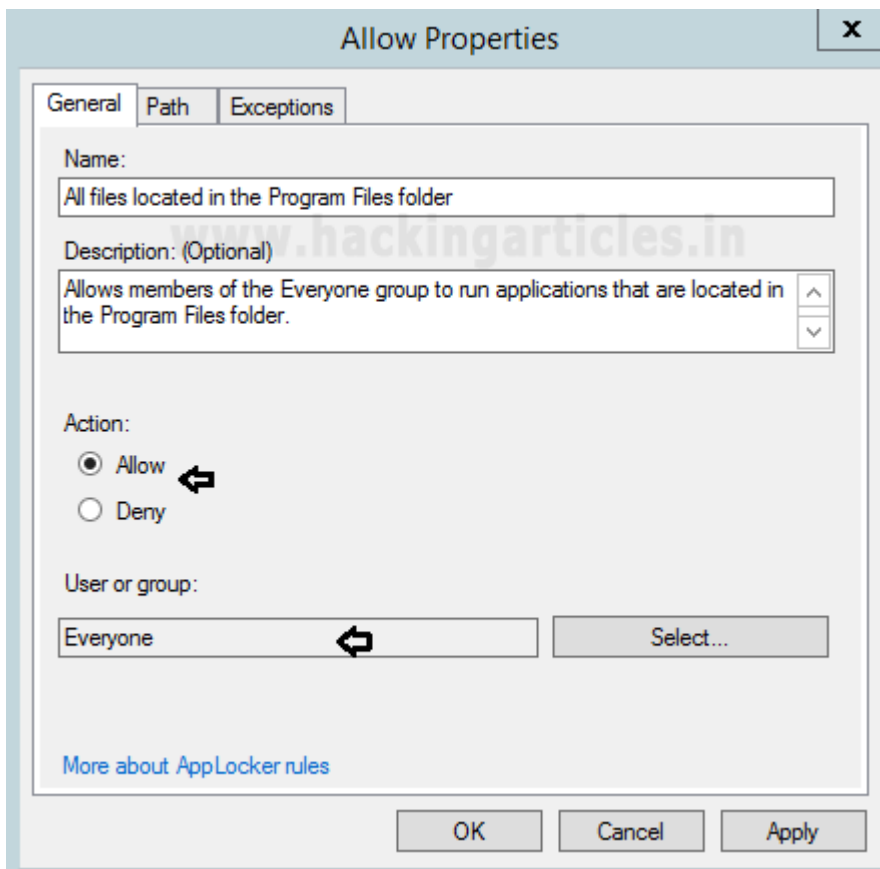 Allow Properties
x
General Path Exceptions
Name:
All files located in the Program Files folder
www.hackingarticles.in
Description: (Optional)
Allows members of the Everyone group to run applications that are located in
the Program Files folder.
Action:
Allow
Deny
User or group:
Everyone Select...
More about AppLocker rules
OK Cancel Apply